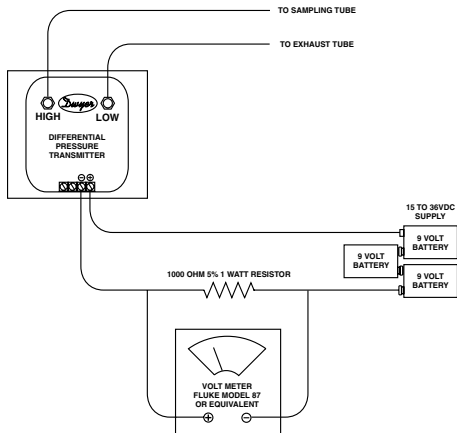 TO SAMPLING TUBE
TO EXHAUST TUBE
Dwyer
HIGH
LOW
DIFFERENTIAL
PRESSURE
TRANSMITTER
⊖ ⊕
15 TO 36VDC
SUPPLY
9 VOLT
BATTERY
9 VOLT
BATTERY
9 VOLT
BATTERY
1000 OHM 5% 1 WATT RESISTOR
VOLT METER
FLUKE MODEL 87
OR EQUIVALENT
⊕ ⊖